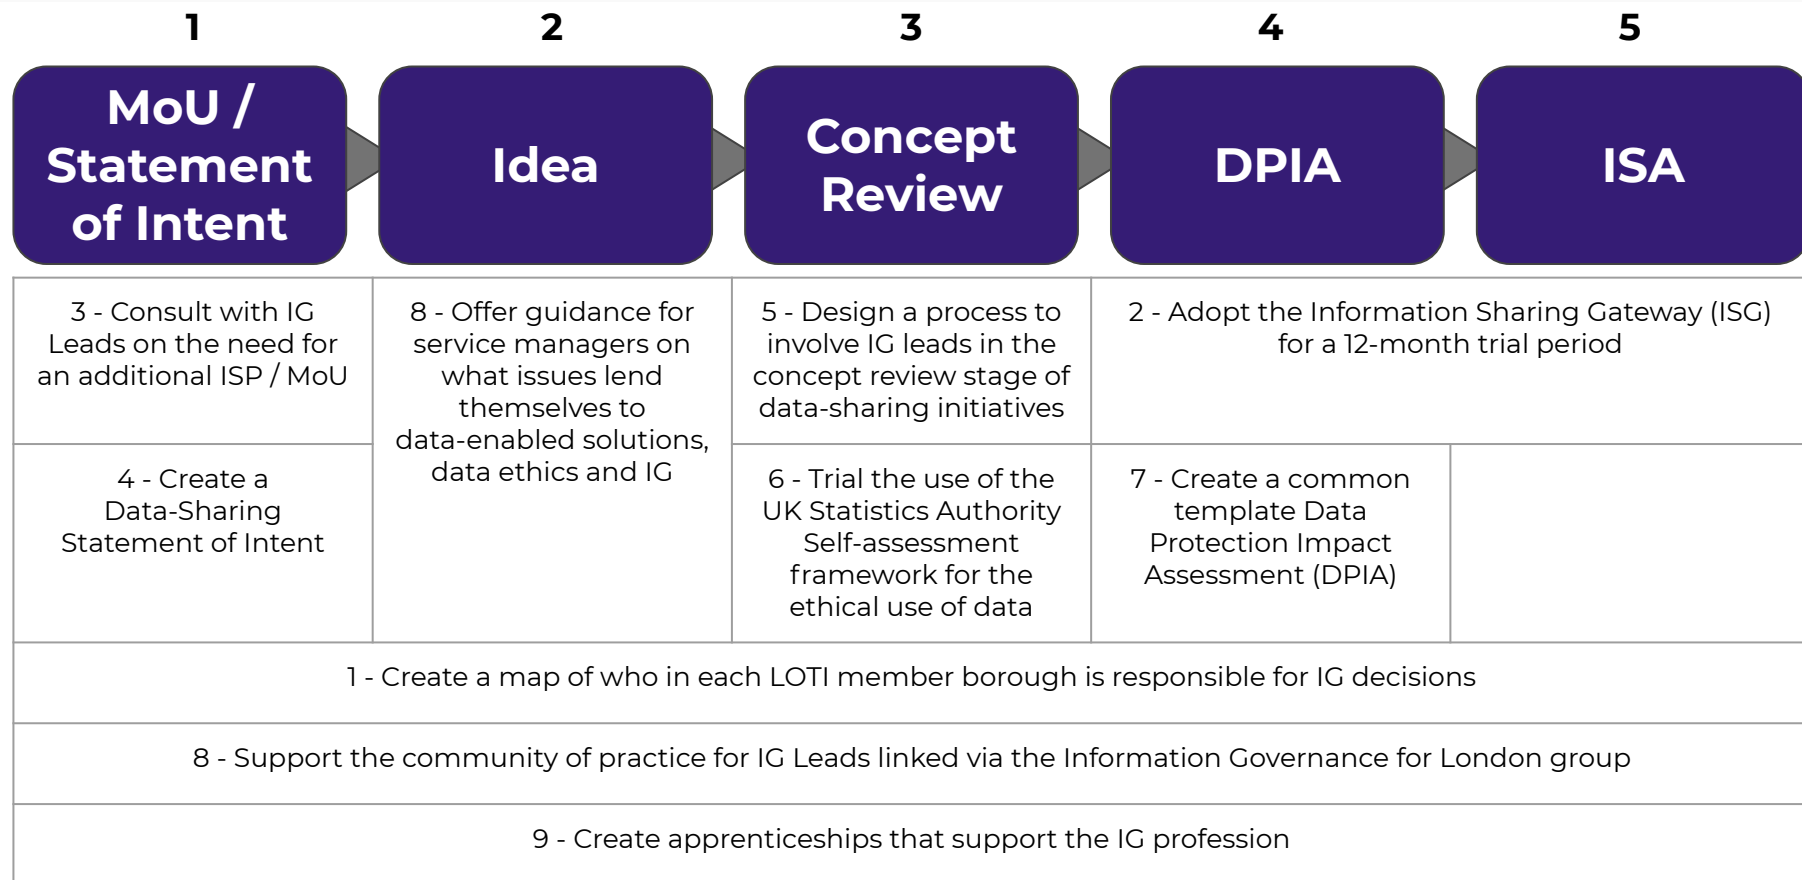 1
2
3
4
5
MoU /
Statement
of Intent
Idea
Concept
Review
DPIA
ISA
3 - Consult with IG
Leads on the need for
an additional ISP / MoU
8 - Offer guidance for
service managers on
what issues lend
themselves to
data-enabled solutions,
data ethics and IG
5 - Design a process to
involve IG leads in the
concept review stage of
data-sharing initiatives
2 - Adopt the Information Sharing Gateway (ISG)
for a 12-month trial period
4 - Create a
Data-Sharing
Statement of Intent
6 - Trial the use of the
UK Statistics Authority
Self-assessment
framework for the
ethical use of data
7 - Create a common
template Data
Protection Impact
Assessment (DPIA)
1 - Create a map of who in each LOTI member borough is responsible for IG decisions
8 - Support the community of practice for IG Leads linked via the Information Governance for London group
9 - Create apprenticeships that support the IG profession